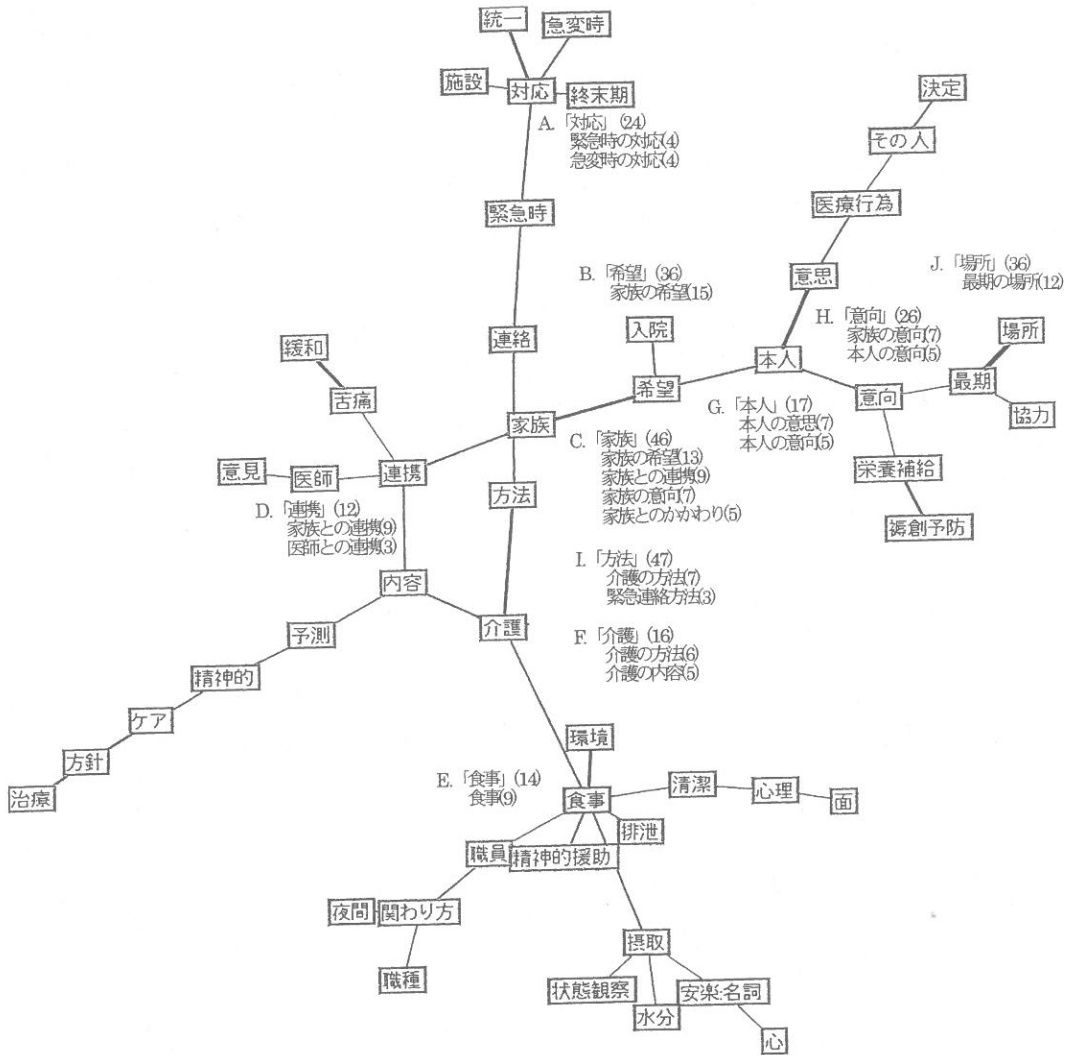 統一
急変時
施設
対応
終末期
A.「対応」(24)
緊急時の対応(4)
急変時の対応(4)
決定
その人
医療行為
緊急時
意思
B.「希望」(36)
家族の希望(15)
J.「場所」(36)
最期の場所(12)
H.「意向」(26)
家族の意向(7)
本人の意向(5)
入院
連絡
緩和
本人
場所
希望
意向
最期
協力
苦痛
家族
G.「本人」(17)
本人の意思(7)
本人の意向(5)
C.「家族」(46)
家族の希望(13)
家族との連携(9)
家族の意向(7)
家族とのかかわり(5)
意見
医師
連携
栄養補給
方法
D.「連携」(12)
家族との連携(9)
医師との連携(3)
褥創予防
I.「方法」(47)
介護の方法(7)
緊急連絡方法(3)
内容
介護
予測
F.「介護」(16)
介護の方法(6)
介護の内容(5)
精神的
ケア
方針
治療
環境
E.「食事」(14)
食事(9)
食事
清潔
心理
面
排泄
職員
精神的援助
夜間
関わり方
職種
摂取
状態観察
安楽:名詞
水分
心